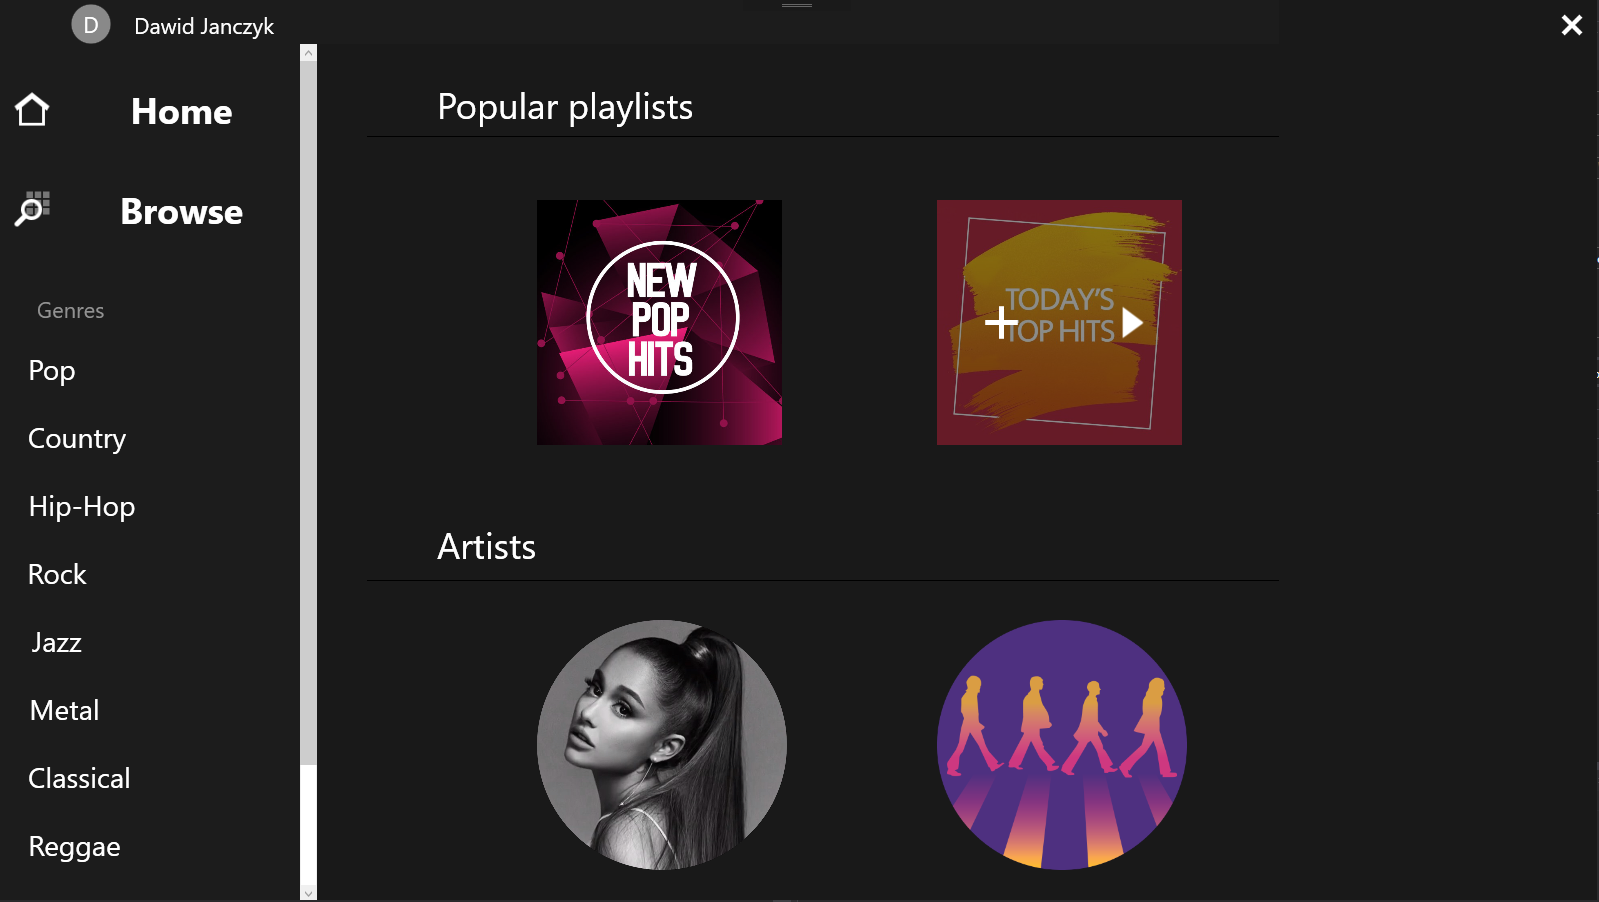 D
Dawid Janczyk
Home
Browse
Genres
Pop
Country
Hip-Hop
Rock
Jazz
Metal
Classical
Reggae
Popular playlists
NEW
POP
HITS
TODAY'S
TOP HITS
Artists